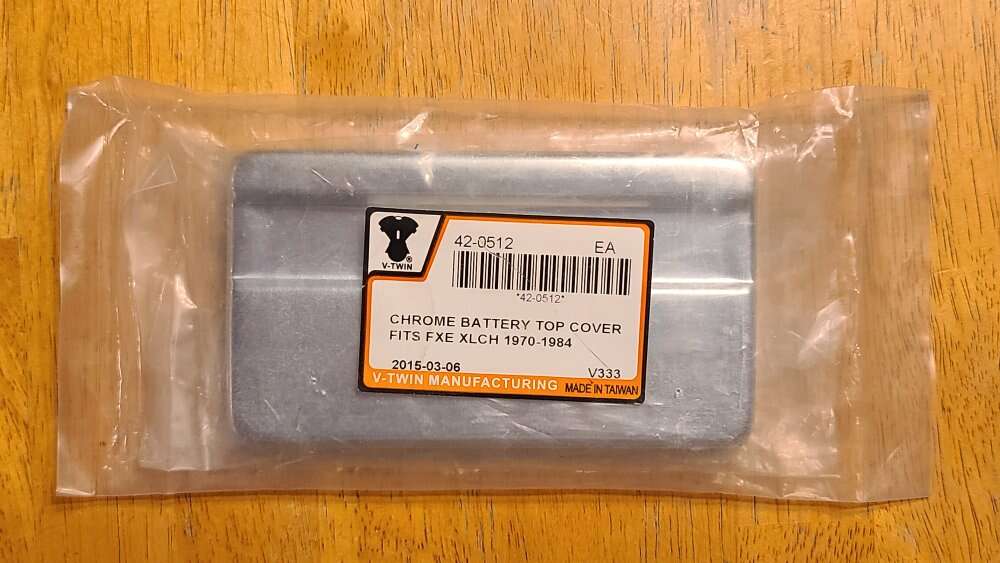 V-TWIN ®
42-0512 EA
*42-0512*
CHROME BATTERY TOP COVER
FITS FXE XLCH 1970-1984
2015-03-06 V333
V-TWIN MANUFACTURING MADE IN TAIWAN